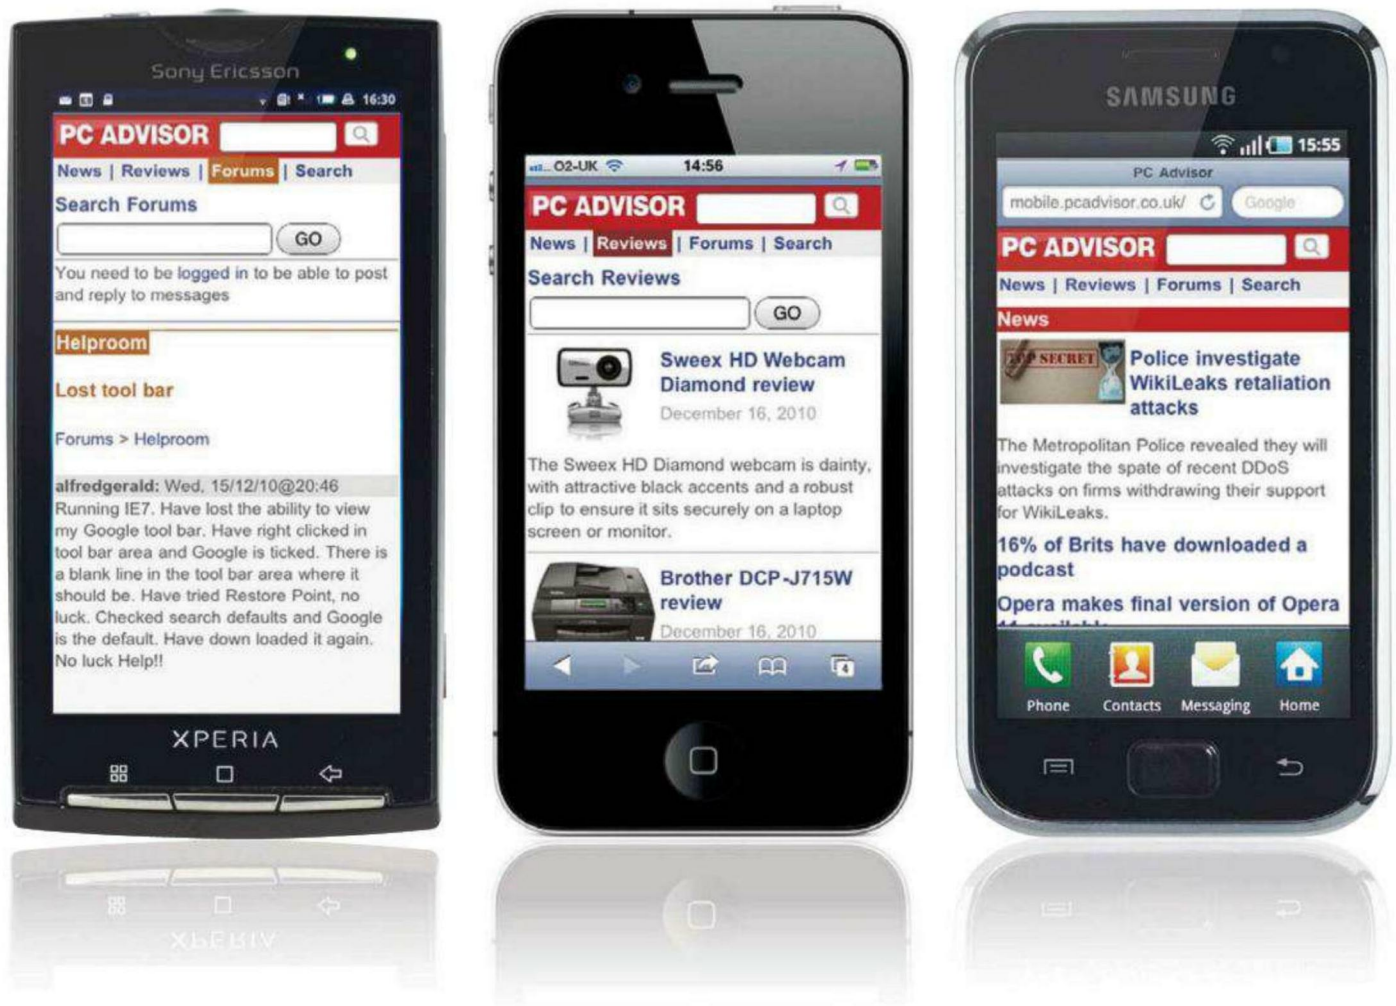 Sony Ericsson
16:30
PC ADVISOR
News | Reviews | Forums | Search
Search Forums
GO
You need to be logged in to be able to post
and reply to messages
Helproom
Lost tool bar
Forums > Helproom
alfredgerald: Wed, 15/12/10@20:46
Running IE7. Have lost the ability to view
my Google tool bar. Have right clicked in
tool bar area and Google is ticked. There is
a blank line in the tool bar area where it
should be. Have tried Restore Point, no
luck. Checked search defaults and Google
is the default. Have down loaded it again.
No luck Help!!
XPERIA
O2-UK 14:56
PC ADVISOR
News | Reviews | Forums | Search
Search Reviews
GO
Sweex HD Webcam
Diamond review
December 16, 2010
The Sweex HD Diamond webcam is dainty,
with attractive black accents and a robust
clip to ensure it sits securely on a laptop
screen or monitor.
Brother DCP-J715W
review
December 16, 2010
4
SAMSUNG
15:55
PC Advisor
mobile.pcadvisor.co.uk/ Google
PC ADVISOR
News | Reviews | Forums | Search
News
TOP SECRET
Police investigate
WikiLeaks retaliation
attacks
The Metropolitan Police revealed they will
investigate the spate of recent DDoS
attacks on firms withdrawing their support
for WikiLeaks.
16% of Brits have downloaded a
podcast
Opera makes final version of Opera
Phone Contacts Messaging Home